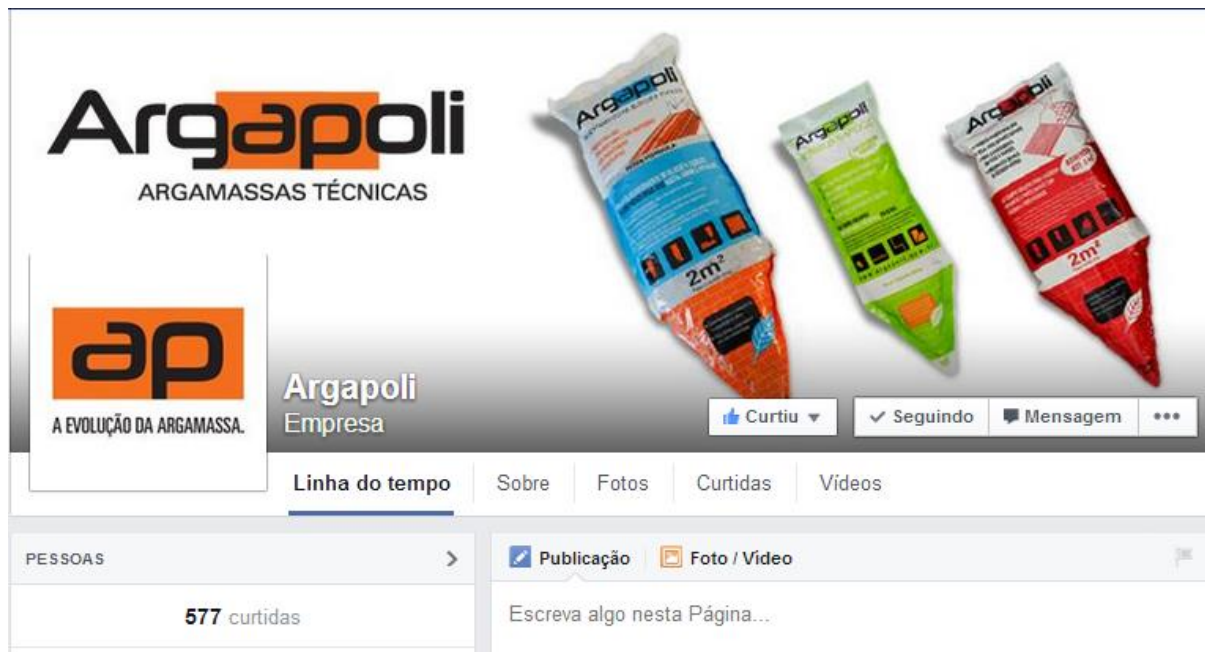 Argapoli
ARGAMASSAS TÉCNICAS
Argapoli
2m²
Argapoli
Argapoli
2m²
ap
A EVOLUÇÃO DA ARGAMASSA.
Argapoli
Empresa
Curtiu
Seguindo
Mensagem
Linha do tempo
Sobre
Fotos
Curtidas
Vídeos
PESSOAS
577 curtidas
Publicação
Foto / Vídeo
Escreva algo nesta Página...